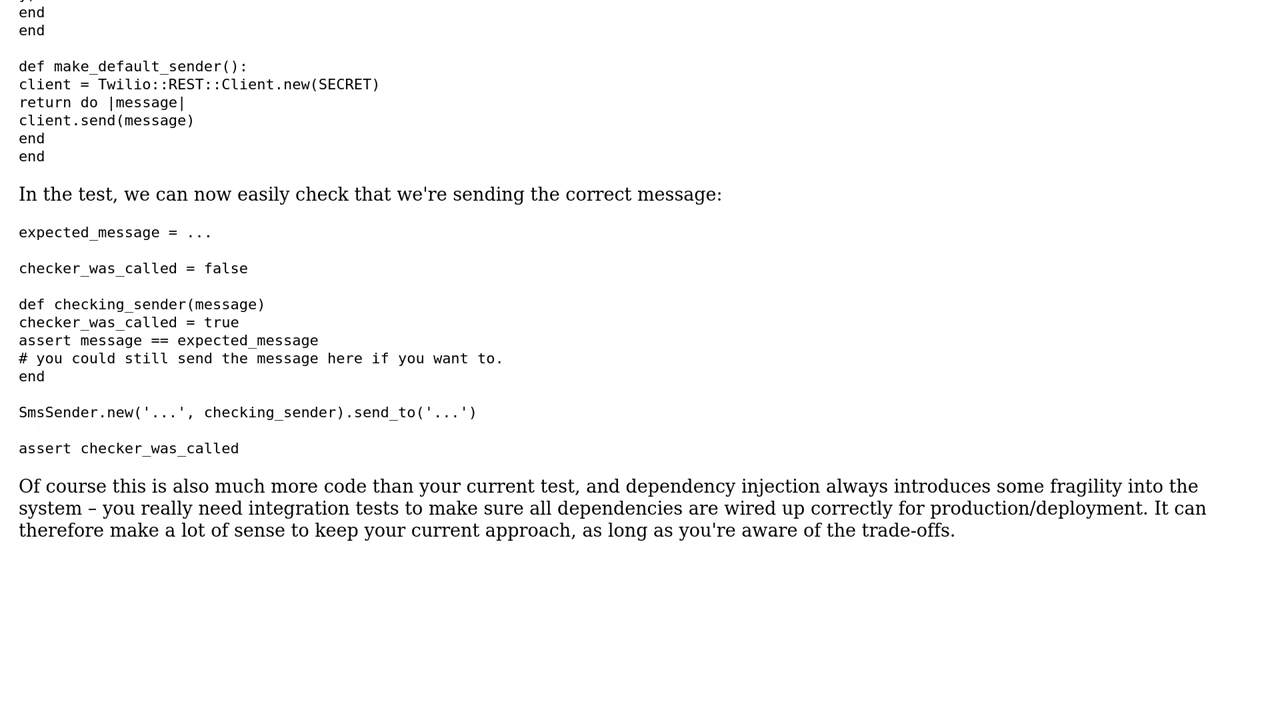 end
end
def make_default_sender():
client = Twilio::REST::Client.new(SECRET)
return do |message|
client.send(message)
end
end
In the test, we can now easily check that we're sending the correct message:
expected_message = ...
checker_was_called = false
def checking_sender(message)
checker_was_called = true
assert message == expected_message
# you could still send the message here if you want to.
end
SmsSender.new('...', checking_sender).send_to('...')
assert checker_was_called
Of course this is also much more code than your current test, and dependency injection always introduces some fragility into the
system – you really need integration tests to make sure all dependencies are wired up correctly for production/deployment. It can
therefore make a lot of sense to keep your current approach, as long as you're aware of the trade-offs.